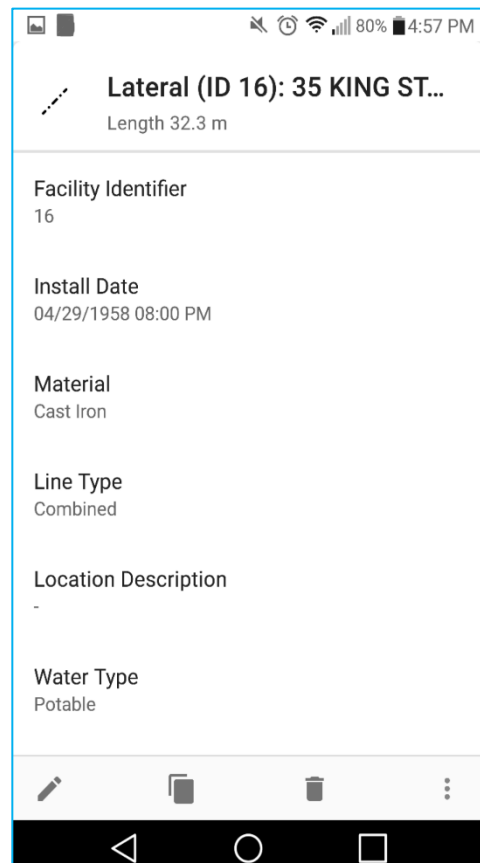 80% 4:57 PM
Lateral (ID 16): 35 KING ST...
Length 32.3 m
Facility Identifier
16
Install Date
04/29/1958 08:00 PM
Material
Cast Iron
Line Type
Combined
Location Description
-
Water Type
Potable